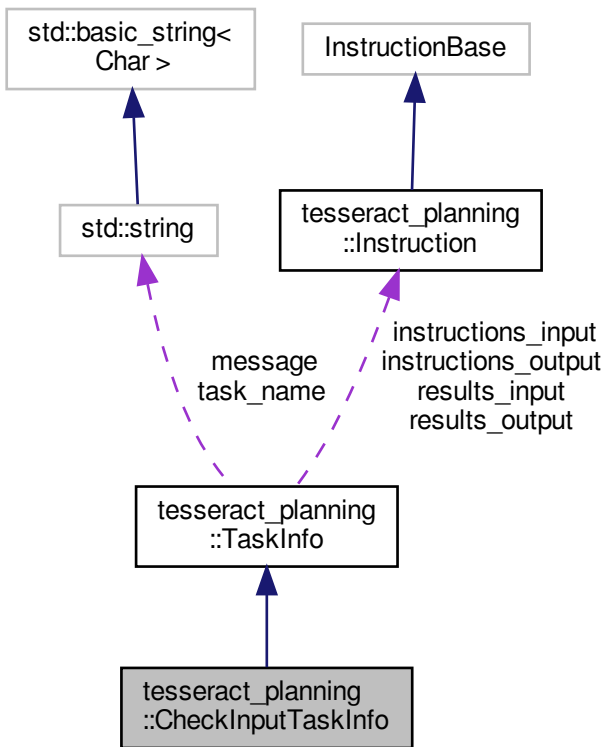 std::basic_string<
Char >
InstructionBase
std::string
tesseract_planning
::Instruction
message
task_name
instructions_input
instructions_output
results_input
results_output
tesseract_planning
::TaskInfo
tesseract_planning
::CheckInputTaskInfo